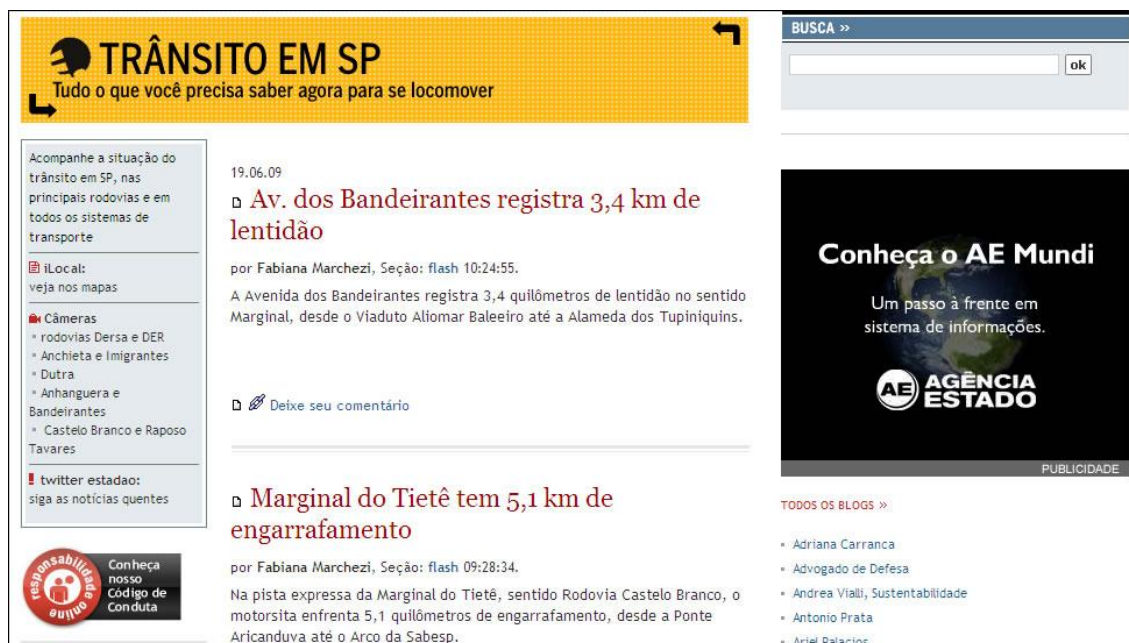 TRÂNSITO EM SP
Tudo o que você precisa saber agora para se locomover
BUSCA »
ok
Acompanhe a situação do
trânsito em SP, nas
principais rodovias e em
todos os sistemas de
transporte
iLocal:
veja nos mapas
Câmeras
rodovias Dersa e DER
Anchieta e Imigrantes
Dutra
Anhanguera e
Bandeirantes
Castelo Branco e Raposo
Tavares
twitter estadao:
siga as notícias quentes
responsabilidade online
Conheça
nosso
Código de
Conduta
19.06.09
Av. dos Bandeirantes registra 3,4 km de
lentidão
por Fabiana Marchezi, Seção: flash 10:24:55.
A Avenida dos Bandeirantes registra 3,4 quilômetros de lentidão no sentido
Marginal, desde o Viaduto Aliomar Baleeiro até a Alameda dos Tupiniquins.
Deixe seu comentário
Marginal do Tietê tem 5,1 km de
engarrafamento
por Fabiana Marchezi, Seção: flash 09:28:34.
Na pista expressa da Marginal do Tietê, sentido Rodovia Castelo Branco, o
motorsita enfrenta 5,1 quilômetros de engarrafamento, desde a Ponte
Aricanduva até o Arco da Sabesp.
Conheça o AE Mundi
Um passo à frente em
sistema de informações.
AE AGÊNCIA
ESTADO
PUBLICIDADE
TODOS OS BLOGS »
Adriana Carranca
Advogado de Defesa
Andrea Vialli, Sustentabilidade
Antonio Prata
Ariel Palacios